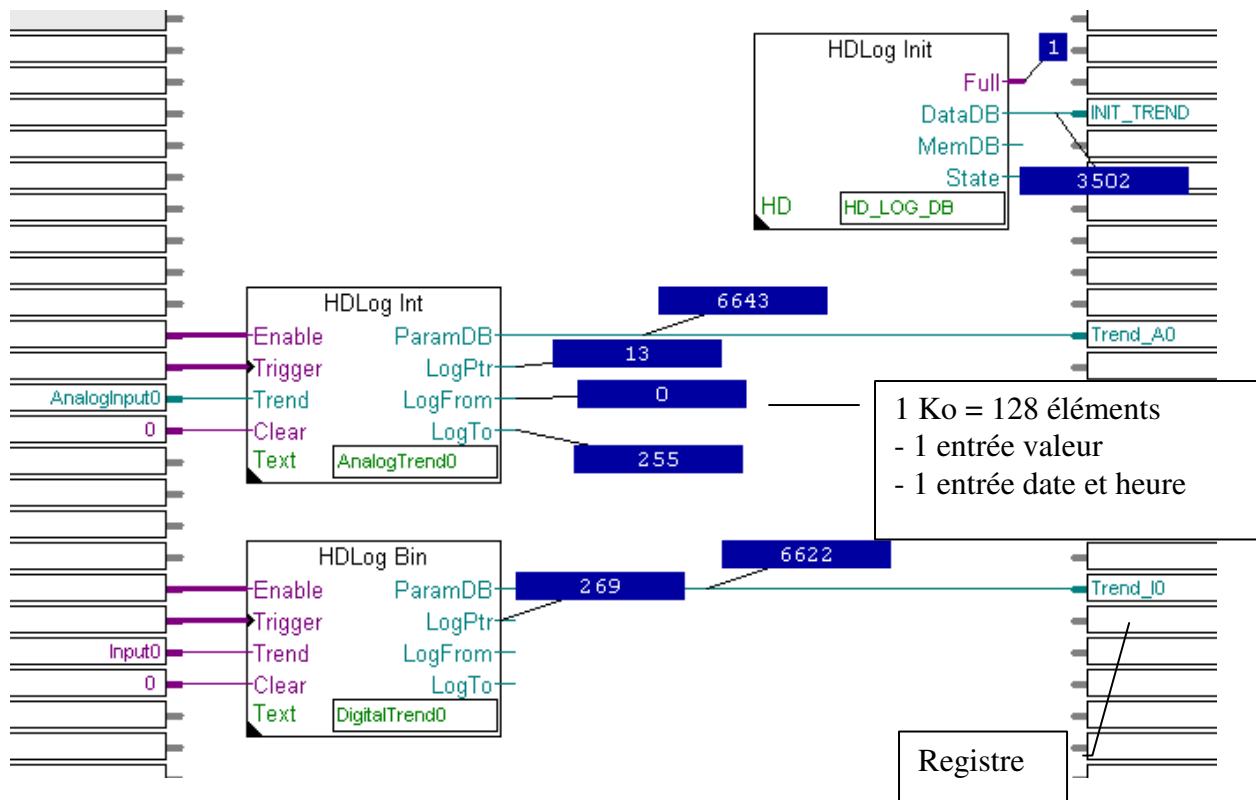 HDLog Init
1
Full
DataDB
INIT_TREND
MemDB
State
3502
HD
HD_LOG_DB
HDLog Int
6643
Enable
ParamDB
Trend_A0
Trigger
LogPtr
13
AnalogInput0
Trend
LogFrom
0
0
Clear
LogTo
255
Text
AnalogTrend0
1 Ko = 128 éléments
- 1 entrée valeur
- 1 entrée date et heure
HDLog Bin
6622
Enable
ParamDB
269
Trend_I0
Trigger
LogPtr
Input0
Trend
LogFrom
0
Clear
LogTo
Text
DigitalTrend0
Registre